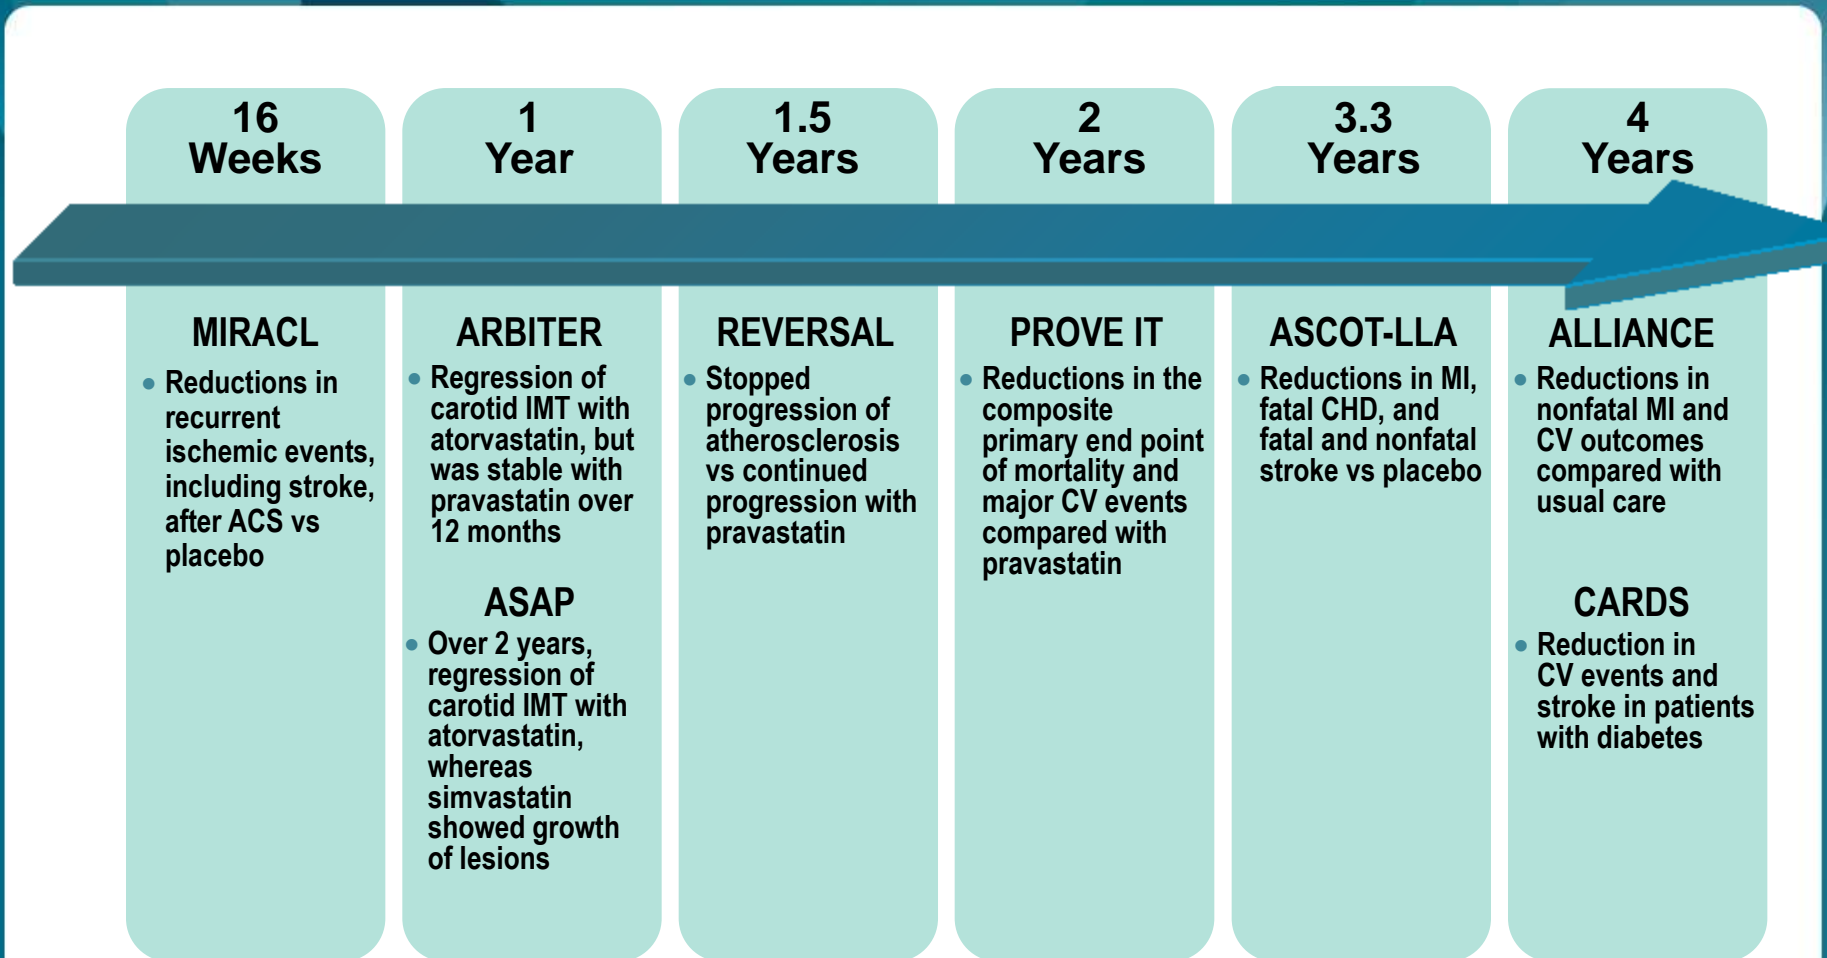 16
Weeks
MIRACL
• Reductions in
recurrent
ischemic events,
including stroke,
after ACS vs
placebo
1
Year
ARBITER
• Regression of
carotid IMT with
atorvastatin, but
was stable with
pravastatin over
12 months
ASAP
• Over 2 years,
regression of
carotid IMT with
atorvastatin,
whereas
simvastatin
showed growth
of lesions
1.5
Years
REVERSAL
• Stopped
progression of
atherosclerosis
vs continued
progression with
pravastatin
2
Years
PROVE IT
• Reductions in the
composite
primary end point
of mortality and
major CV events
compared with
pravastatin
3.3
Years
ASCOT-LLA
• Reductions in MI,
fatal CHD, and
fatal and nonfatal
stroke vs placebo
4
Years
ALLIANCE
• Reductions in
nonfatal MI and
CV outcomes
compared with
usual care
CARDS
• Reduction in
CV events and
stroke in patients
with diabetes